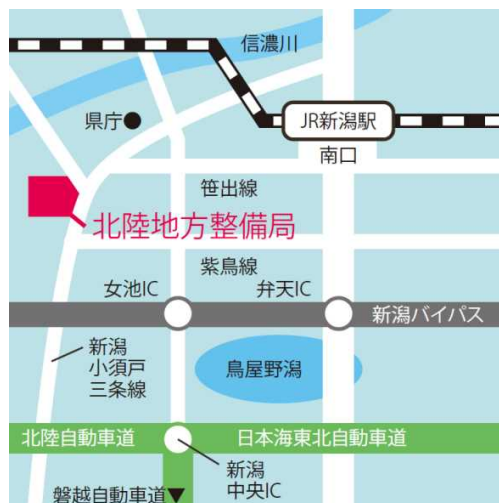 信濃川
県庁
JR新潟駅
南口
笹出線
北陸地方整備局
紫鳥線
女池IC
弁天IC
新潟バイパス
新潟
小須戸
三条線
鳥屋野潟
北陸自動車道
日本海東北自動車道
新潟
中央IC
磐越自動車道▼